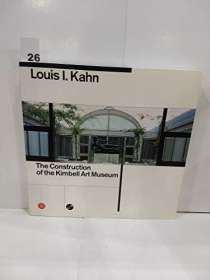 26
Louis I. Kahn
The Construction
of the Kimbell Art Museum